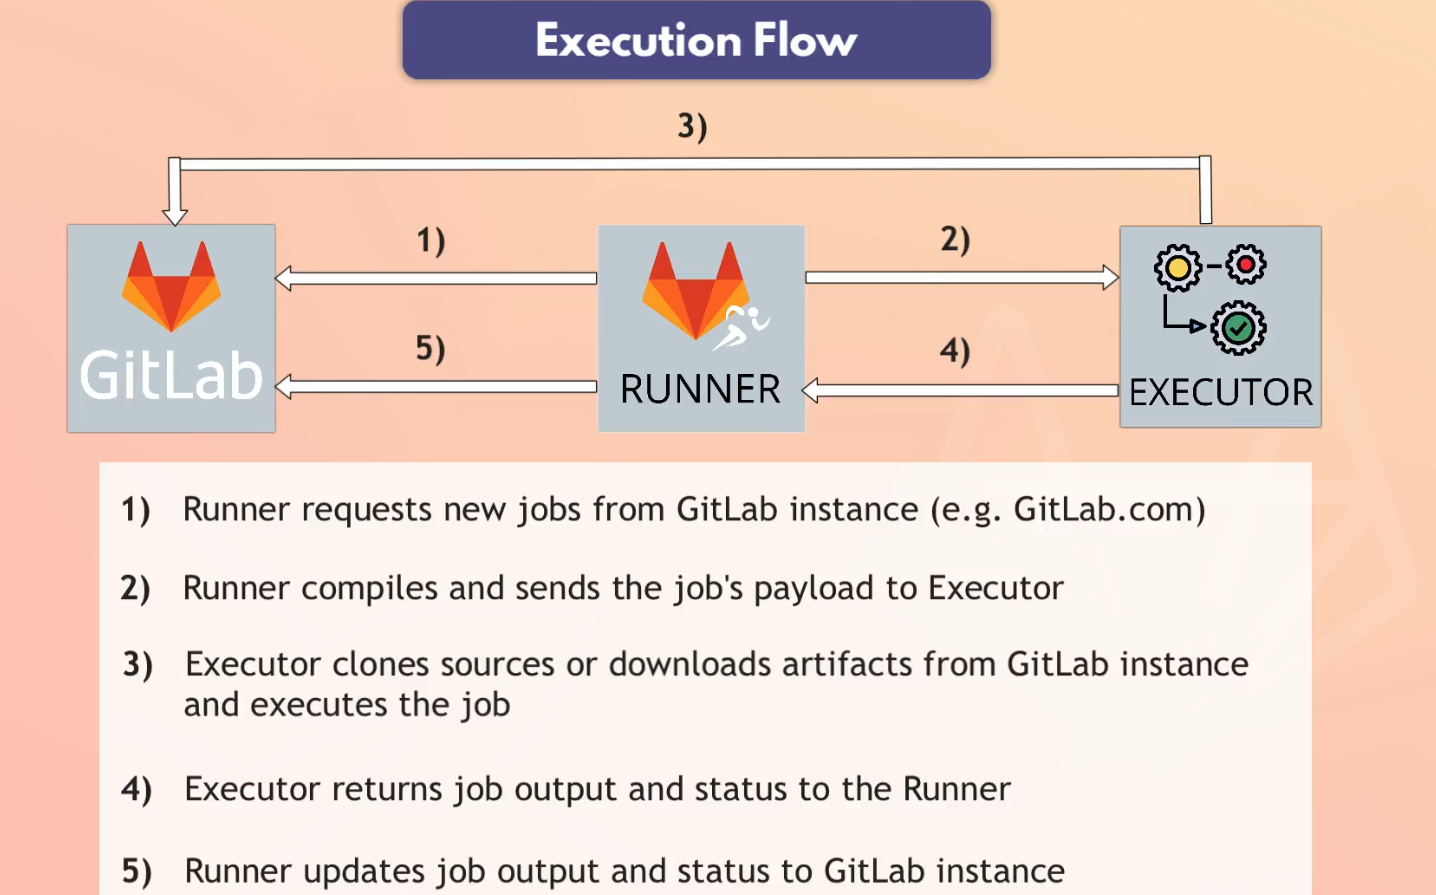 Execution Flow
3)
1)
2)
5)
4)
GitLab
RUNNER
EXECUTOR
1) Runner requests new jobs from GitLab instance (e.g. GitLab.com)
2) Runner compiles and sends the job's payload to Executor
3) Executor clones sources or downloads artifacts from GitLab instance
and executes the job
4) Executor returns job output and status to the Runner
5) Runner updates job output and status to GitLab instance